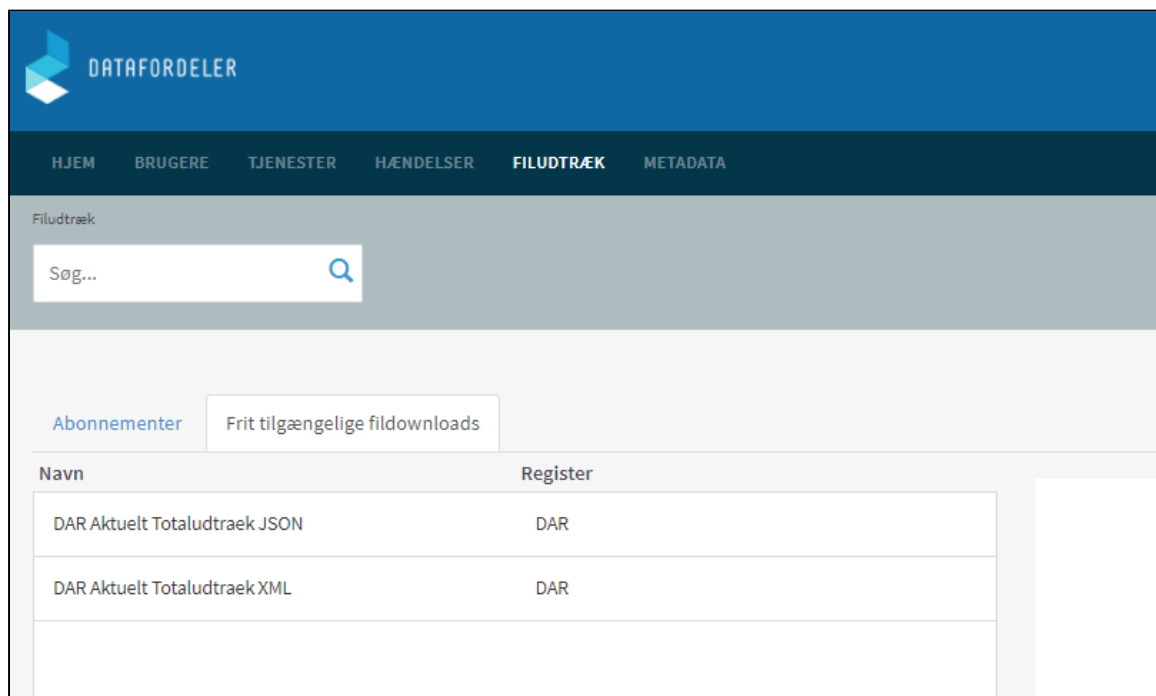 DATAFORDELER
HJEM BRUGERE TJENESTER HÆNDELSER FILUDTRÆK METADATA
Filudtræk
Søg...
Abonnementer Frit tilgængelige fildownloads
Navn Register
DAR Aktuelt Totaludtraek JSON DAR
DAR Aktuelt Totaludtraek XML DAR